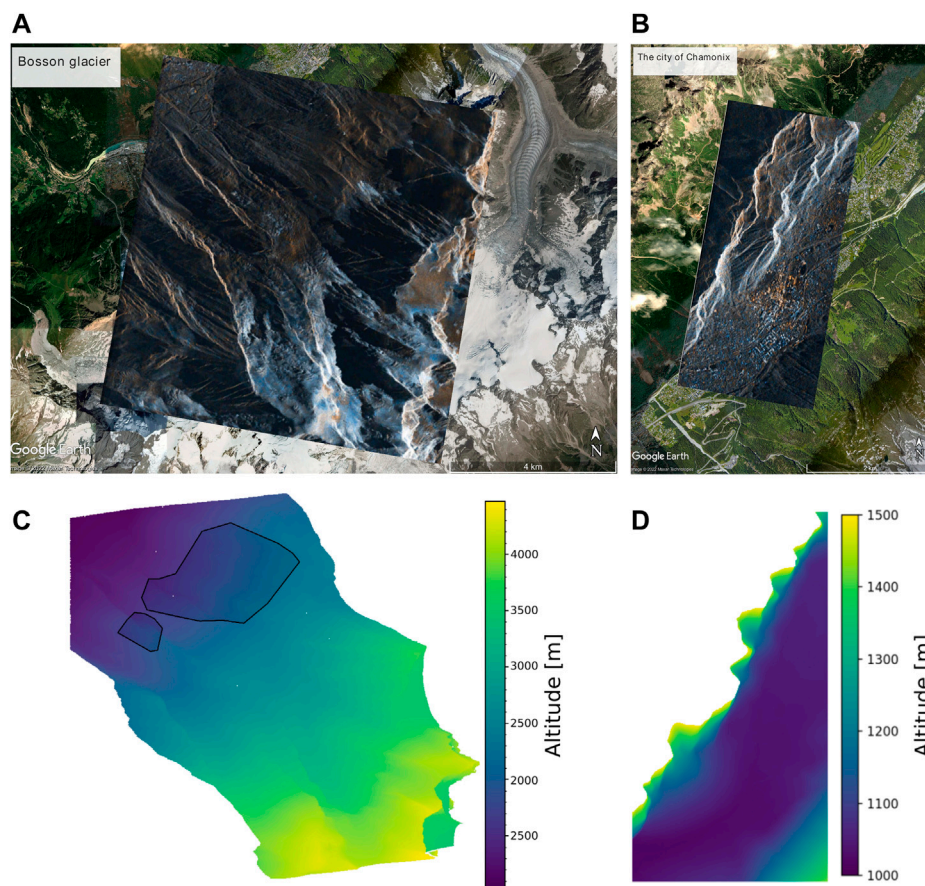 A
B
Bosson glacier
The city of Chamonix
Google Earth
4 km
N
Google Earth
N
C
D
4000
3500
3000
2500
2000
2500
Altitude [m]
1500
1400
1300
1200
1100
1000
Altitude [m]